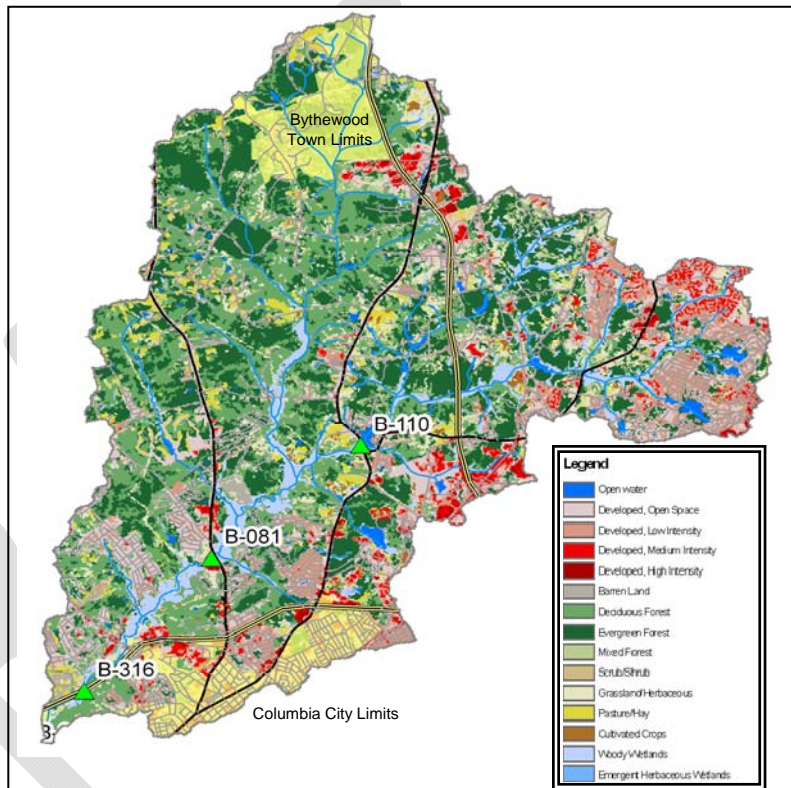 Bythewood
Town Limits
B-110
B-081
B-316
Columbia City Limits
B-
Legend
Open water
Developed, Open Space
Developed, Low Intensity
Developed, Medium Intensity
Developed, High Intensity
Barren Land
Deciduous Forest
Evergreen Forest
Mixed Forest
Scrub/Shrub
Grassland/Herbaceous
Pasture/Hay
Cultivated Crops
Woody Wetlands
Emergent Herbaceous Wetlands